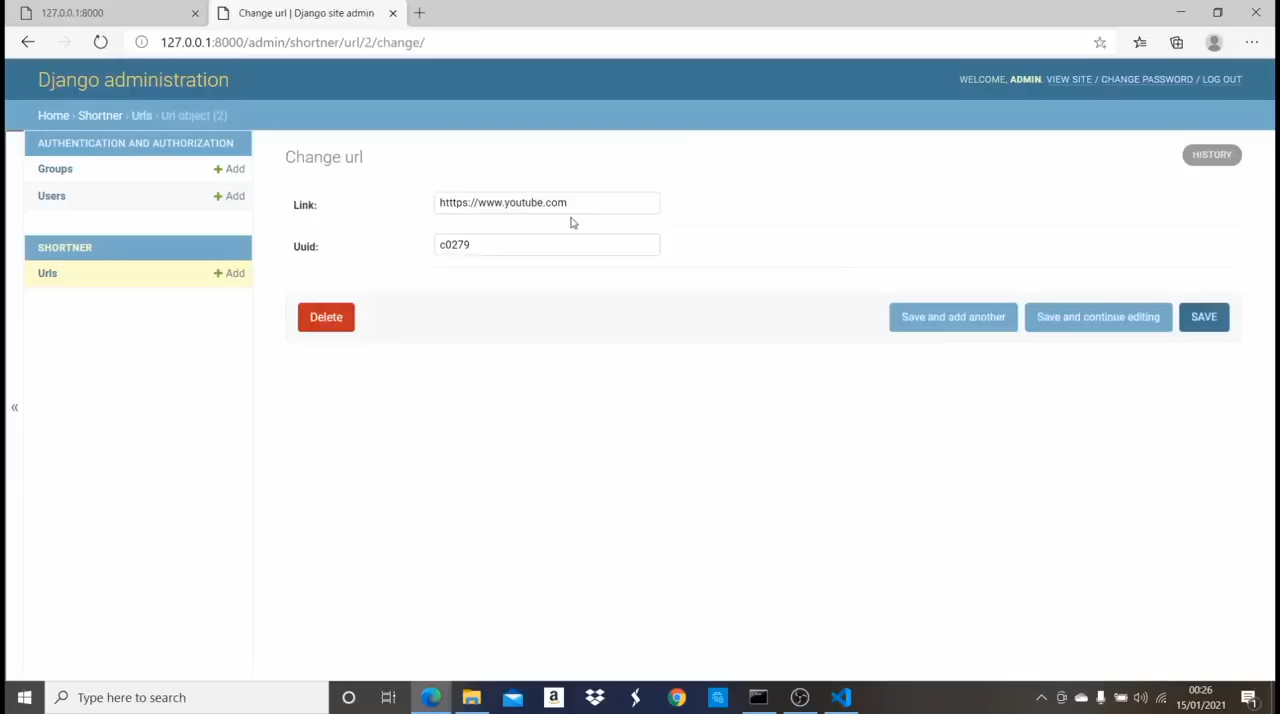 127.0.0.1:8000
Change url | Django site admin
127.0.0.1:8000/admin/shortner/url/2/change/
Django administration
WELCOME, ADMIN. VIEW SITE / CHANGE PASSWORD / LOG OUT
Home › Shortner › Urls › Url object (2)
AUTHENTICATION AND AUTHORIZATION
Groups + Add
Users + Add
SHORTNER
Urls + Add
«
Change url
HISTORY
Link: htttps://www.youtube.com
Uuid: c0279
Delete
Save and add another
Save and continue editing
SAVE
Type here to search
a
00:26
15/01/2021
1